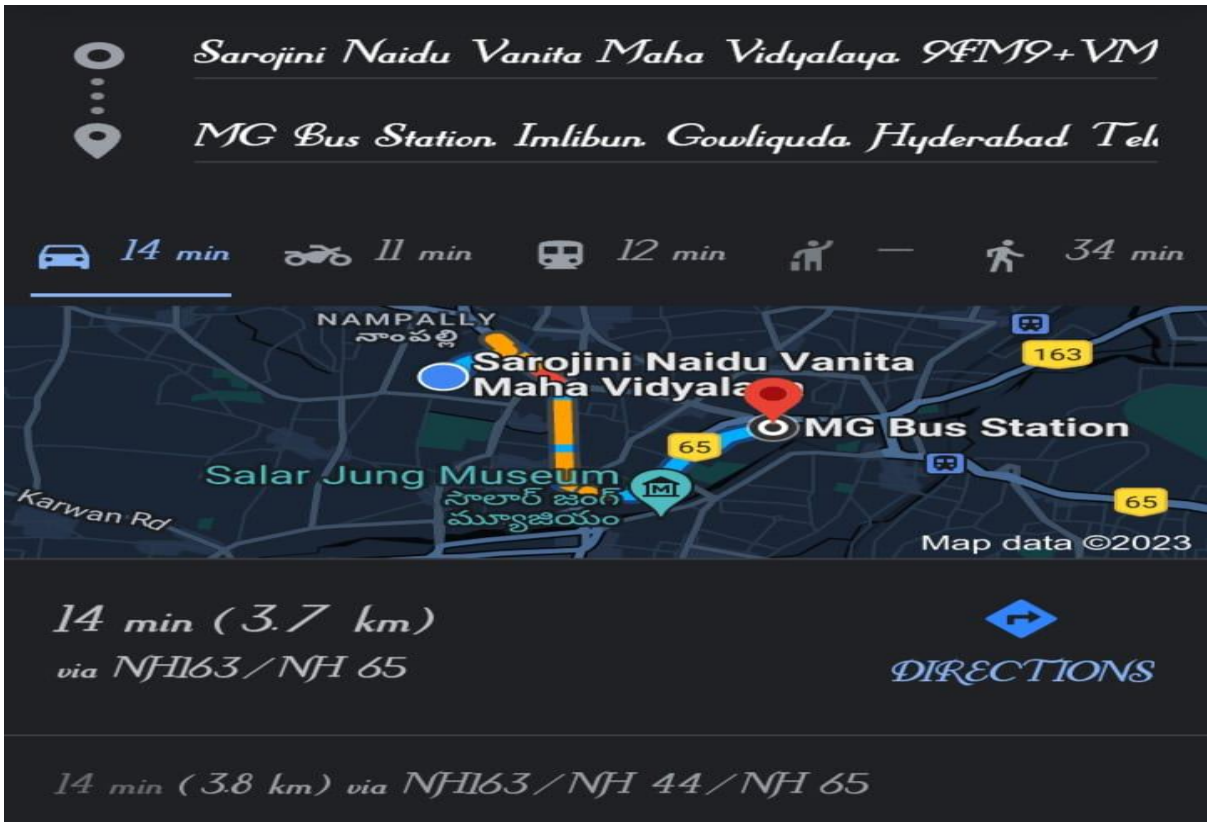 Sarojini Naidu Vanita Maha Vidyalaya. 9FM9+VM
MG Bus Station. Imlibun. Gowliguda. Hyderabad. Tel
14 min 11 min 12 min — 34 min
NAMPALLY
నాంపల్లి
Sarojini Naidu Vanita
Maha Vidyalaya
163
MG Bus Station
65
Salar Jung Museum
సాలార్ జంగ్
మ్యూజియం
Karwan Rd
65
Map data ©2023
14 min (3.7 km)
via NH163/NH 65
DIRECTIONS
14 min (3.8 km) via NH163/NH 44/NH 65